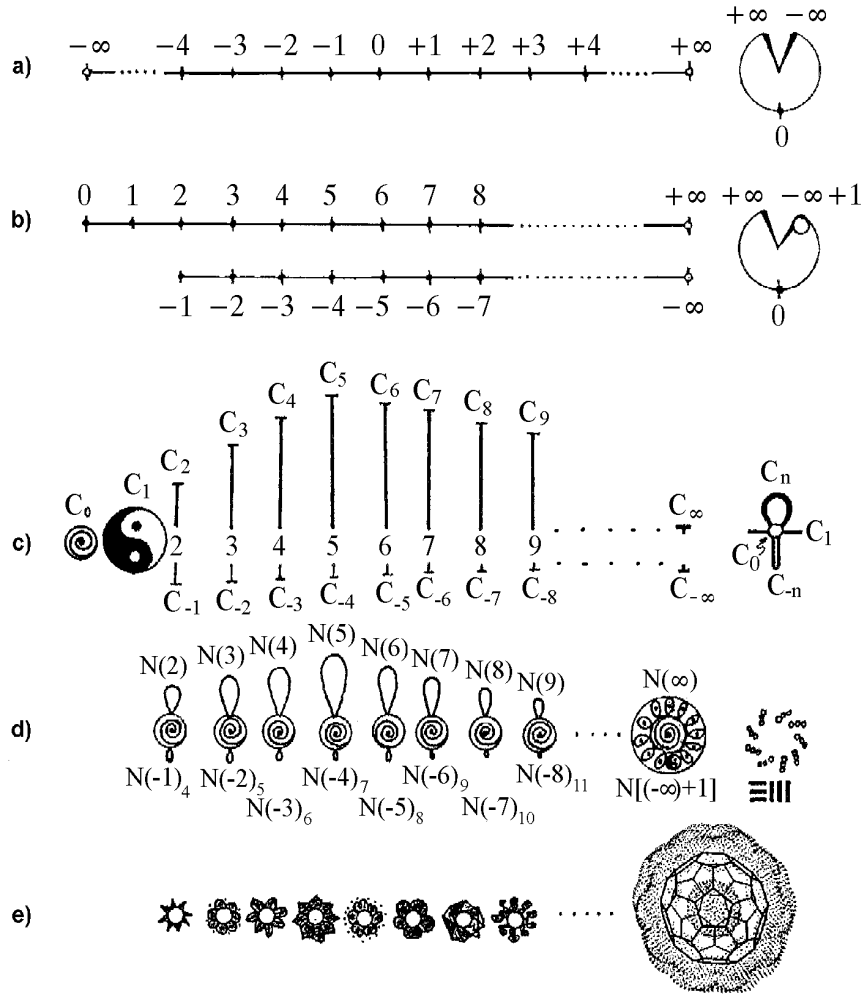 +∞ −∞
−∞ −4 −3 −2 −1 0 +1 +2 +3 +4 +∞
a)
0
0 1 2 3 4 5 6 7 8 +∞ +∞ −∞+1
b)
−1 −2 −3 −4 −5 −6 −7 −∞ 0
C₅
C₄ C₆ C₇
C₃ C₈ C₉
C₂ Cₙ
C₀ C₁ C∞
c) 2 3 4 5 6 7 8 9 C₀ C₁
C₋₁ C₋₂ C₋₃ C₋₄ C₋₅ C₋₆ C₋₇ C₋₈ C₋∞ C₋ₙ
N(2) N(3) N(4) N(5) N(6) N(7) N(8) N(9) N(∞)
d)
N(−1)₄ N(−2)₅ N(−4)₇ N(−6)₉ N(−8)₁₁ N[(−∞)+1]
N(−3)₆ N(−5)₈ N(−7)₁₀
e)